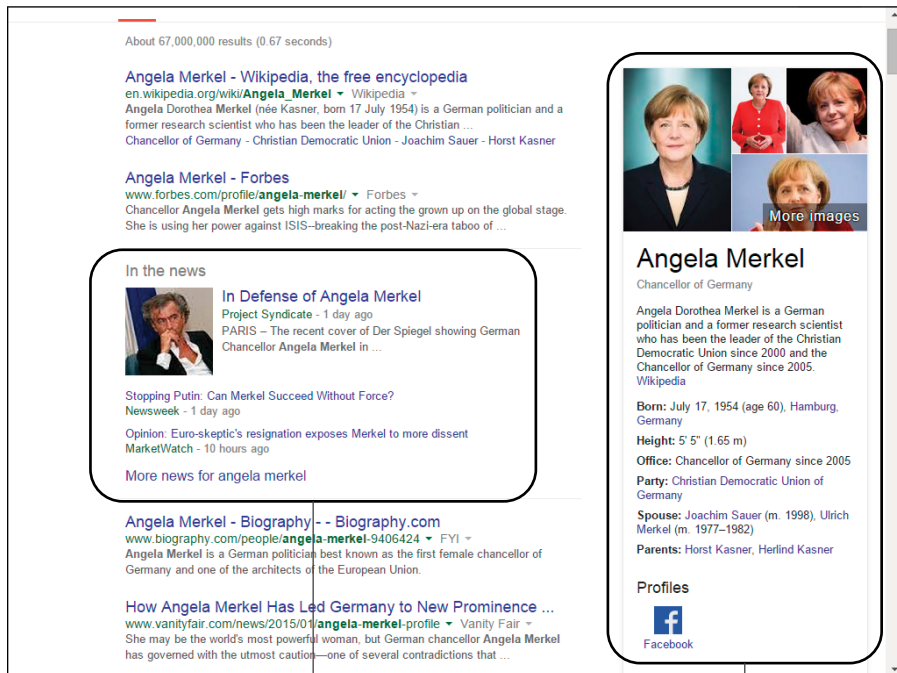 About 67,000,000 results (0.67 seconds)
Angela Merkel - Wikipedia, the free encyclopedia
en.wikipedia.org/wiki/Angela_Merkel ▾ Wikipedia ▾
Angela Dorothea Merkel (née Kasner, born 17 July 1954) is a German politician and a
former research scientist who has been the leader of the Christian ...
Chancellor of Germany - Christian Democratic Union - Joachim Sauer - Horst Kasner
Angela Merkel - Forbes
www.forbes.com/profile/angela-merkel/ ▾ Forbes ▾
Chancellor Angela Merkel gets high marks for acting the grown up on the global stage.
She is using her power against ISIS--breaking the post-Nazi-era taboo of ...
In the news
In Defense of Angela Merkel
Project Syndicate - 1 day ago
PARIS – The recent cover of Der Spiegel showing German
Chancellor Angela Merkel in ...
Stopping Putin: Can Merkel Succeed Without Force?
Newsweek - 1 day ago
Opinion: Euro-skeptic's resignation exposes Merkel to more dissent
MarketWatch - 10 hours ago
More news for angela merkel
Angela Merkel - Biography - - Biography.com
www.biography.com/people/angela-merkel-9406424 ▾ FYI ▾
Angela Merkel is a German politician best known as the first female chancellor of
Germany and one of the architects of the European Union.
How Angela Merkel Has Led Germany to New Prominence ...
www.vanityfair.com/news/2015/01/angela-merkel-profile ▾ Vanity Fair ▾
She may be the world's most powerful woman, but German chancellor Angela Merkel
has governed with the utmost caution—one of several contradictions that ...
More images
Angela Merkel
Chancellor of Germany
Angela Dorothea Merkel is a German
politician and a former research scientist
who has been the leader of the Christian
Democratic Union since 2000 and the
Chancellor of Germany since 2005.
Wikipedia
Born: July 17, 1954 (age 60), Hamburg,
Germany
Height: 5' 5" (1.65 m)
Office: Chancellor of Germany since 2005
Party: Christian Democratic Union of
Germany
Spouse: Joachim Sauer (m. 1998), Ulrich
Merkel (m. 1977–1982)
Parents: Horst Kasner, Herlind Kasner
Profiles
Facebook